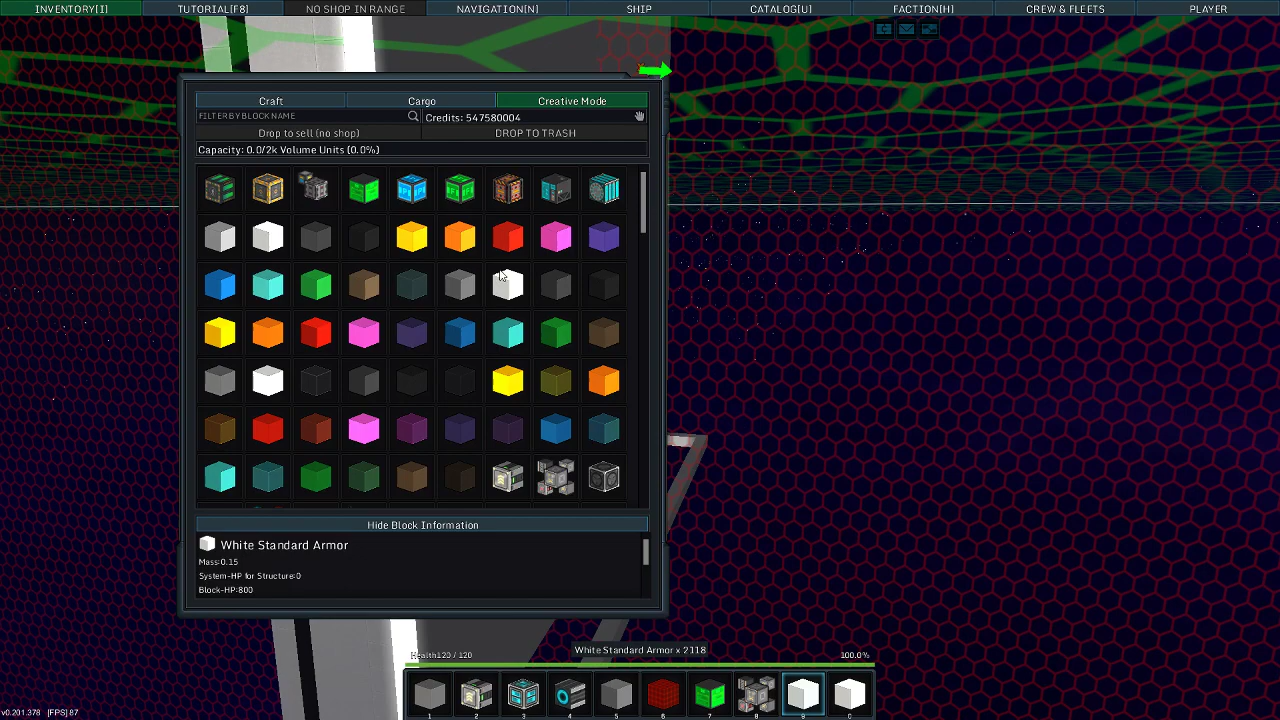 INVENTORY[I] TUTORIAL[F8] NO SHOP IN RANGE NAVIGATION[N] SHIP CATALOG[U] FACTION[H] CREW & FLEETS PLAYER
Craft Cargo Creative Mode
FILTER BY BLOCK NAME Credits: 547580004
Drop to sell (no shop) DROP TO TRASH
Capacity: 0.0/2k Volume Units (0.0%)
Hide Block Information
White Standard Armor
Mass:0.15
System-HP for Structure:0
Block-HP:800
White Standard Armor x 2118
Health120 / 120 100.0%
1 2 3 4 5 6 7 8 9 0
v0.201.378 [FPS] 87